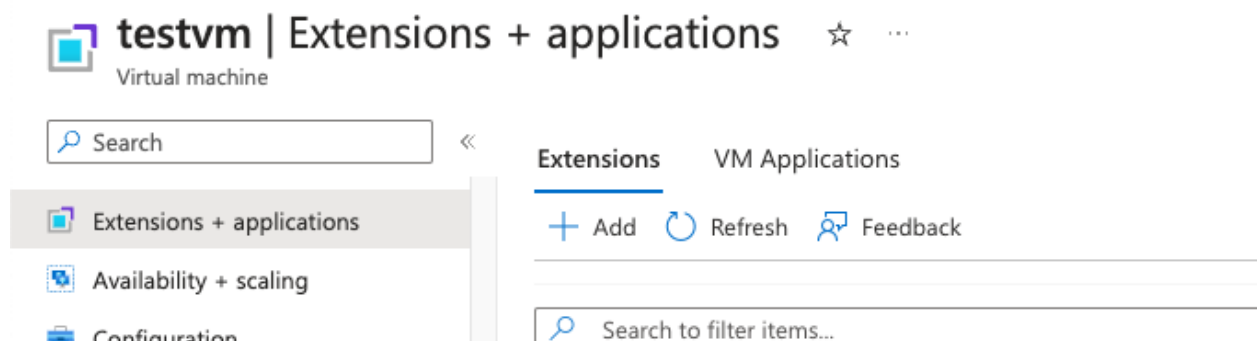 testvm | Extensions + applications
Virtual machine
Search
Extensions + applications
Availability + scaling
Configuration
Extensions VM Applications
Add Refresh Feedback
Search to filter items...